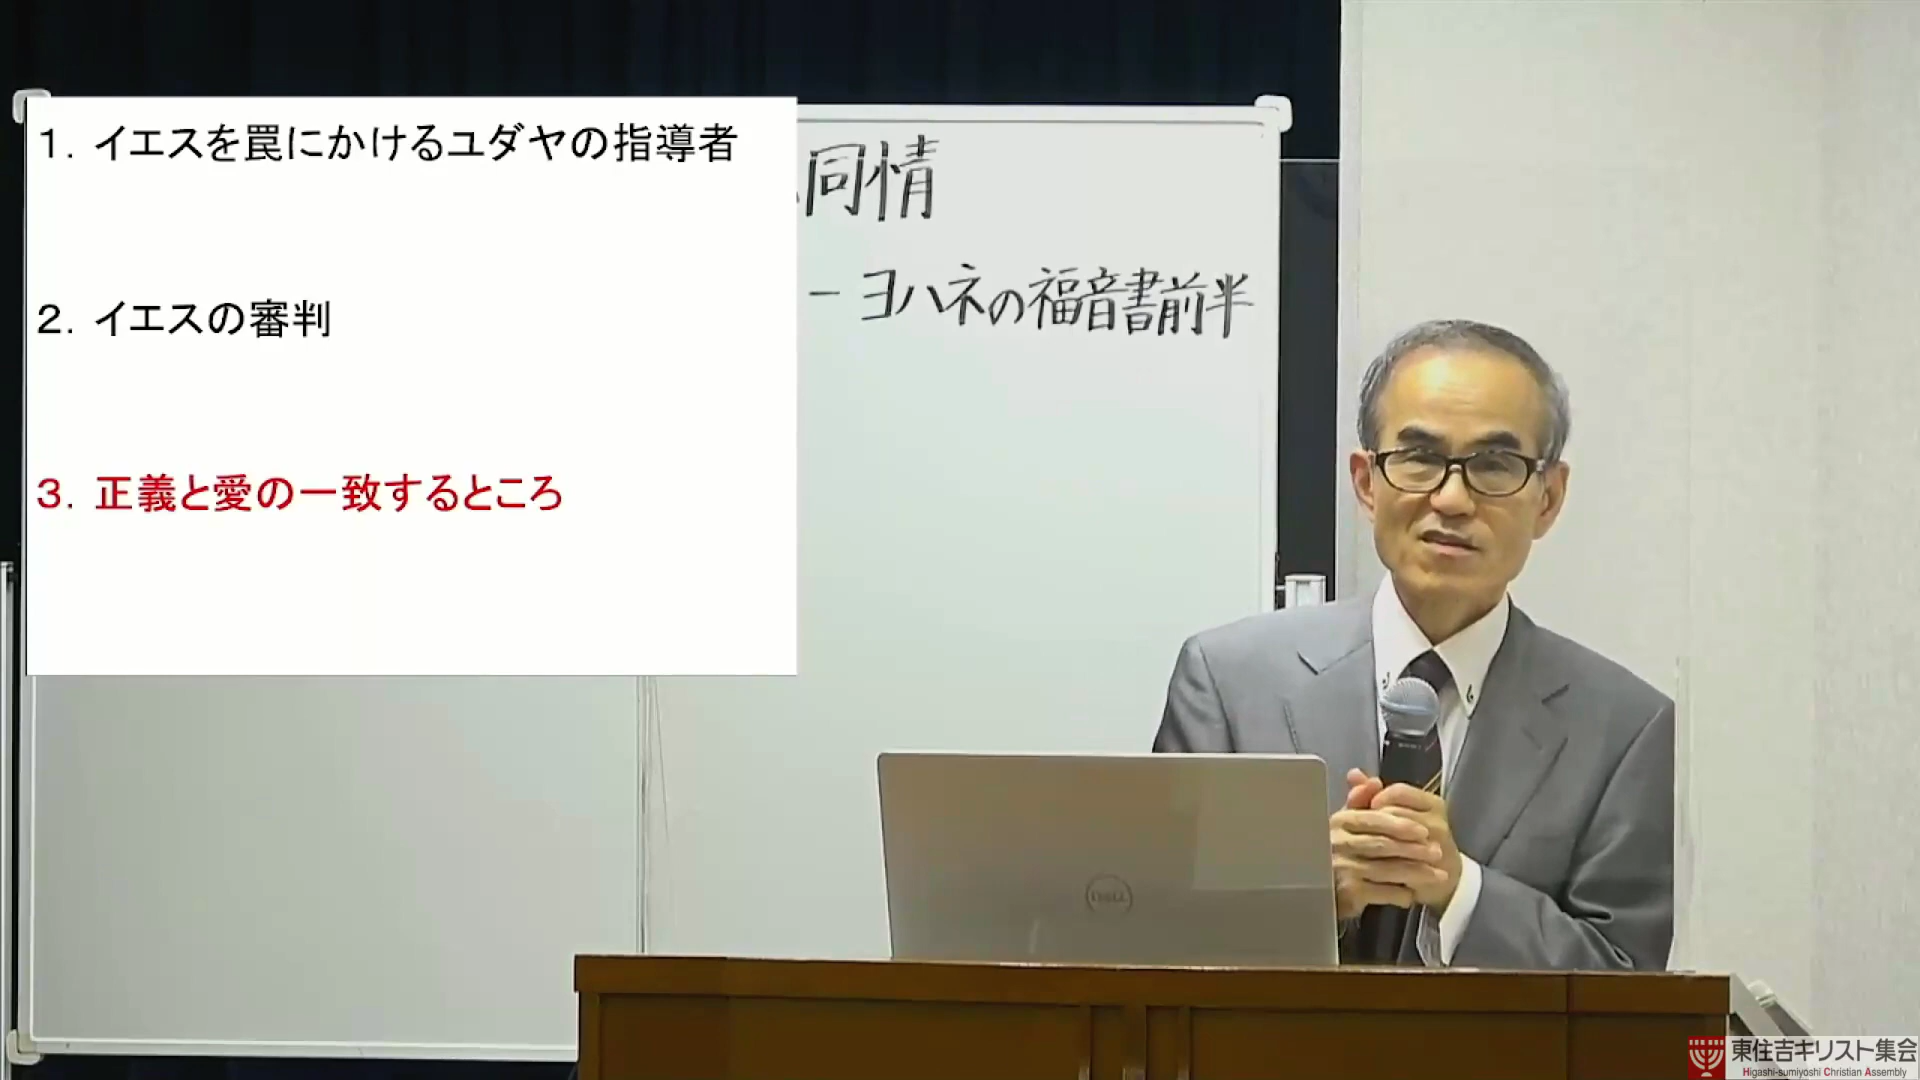 1．イエスを罠にかけるユダヤの指導者
2．イエスの審判
3．正義と愛の一致するところ
同情
－ヨハネの福音書前半
DELL
東住吉キリスト集会
Higashi-sumiyoshi Christian Assembly